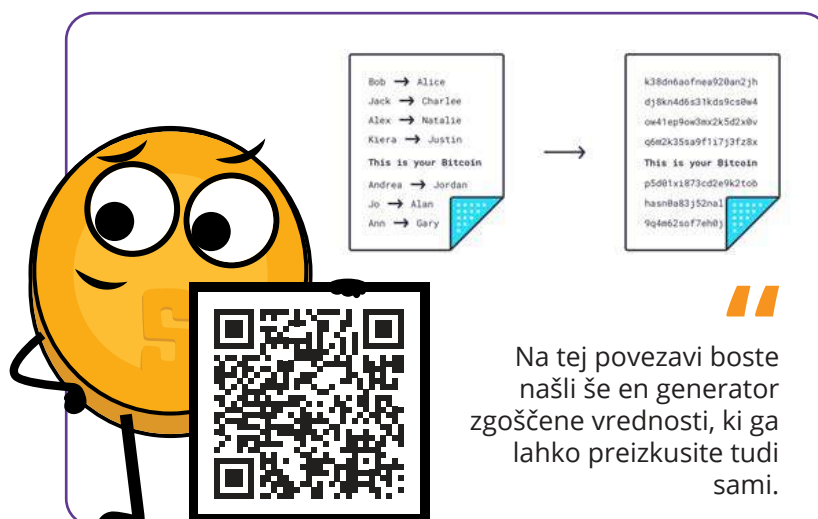 Bob → Alice
Jack → Charlee
Alex → Natalie
Kiera → Justin
This is your Bitcoin
Andrea → Jordan
Jo → Alan
Ann → Gary
k38dn6aofnea920an2jh
dj8kn4d6s31kds9cs0w4
ow41ep9ow3mx2k5d2x0v
q6m2k35sa9f1i7j3fz8x
This is your Bitcoin
p5d01xi873cd2e9k2tob
hasn0a83j52nal
9q4m62sof7eh0j
Na tej povezavi boste
našli še en generator
zgoščene vrednosti, ki ga
lahko preizkusite tudi
sami.